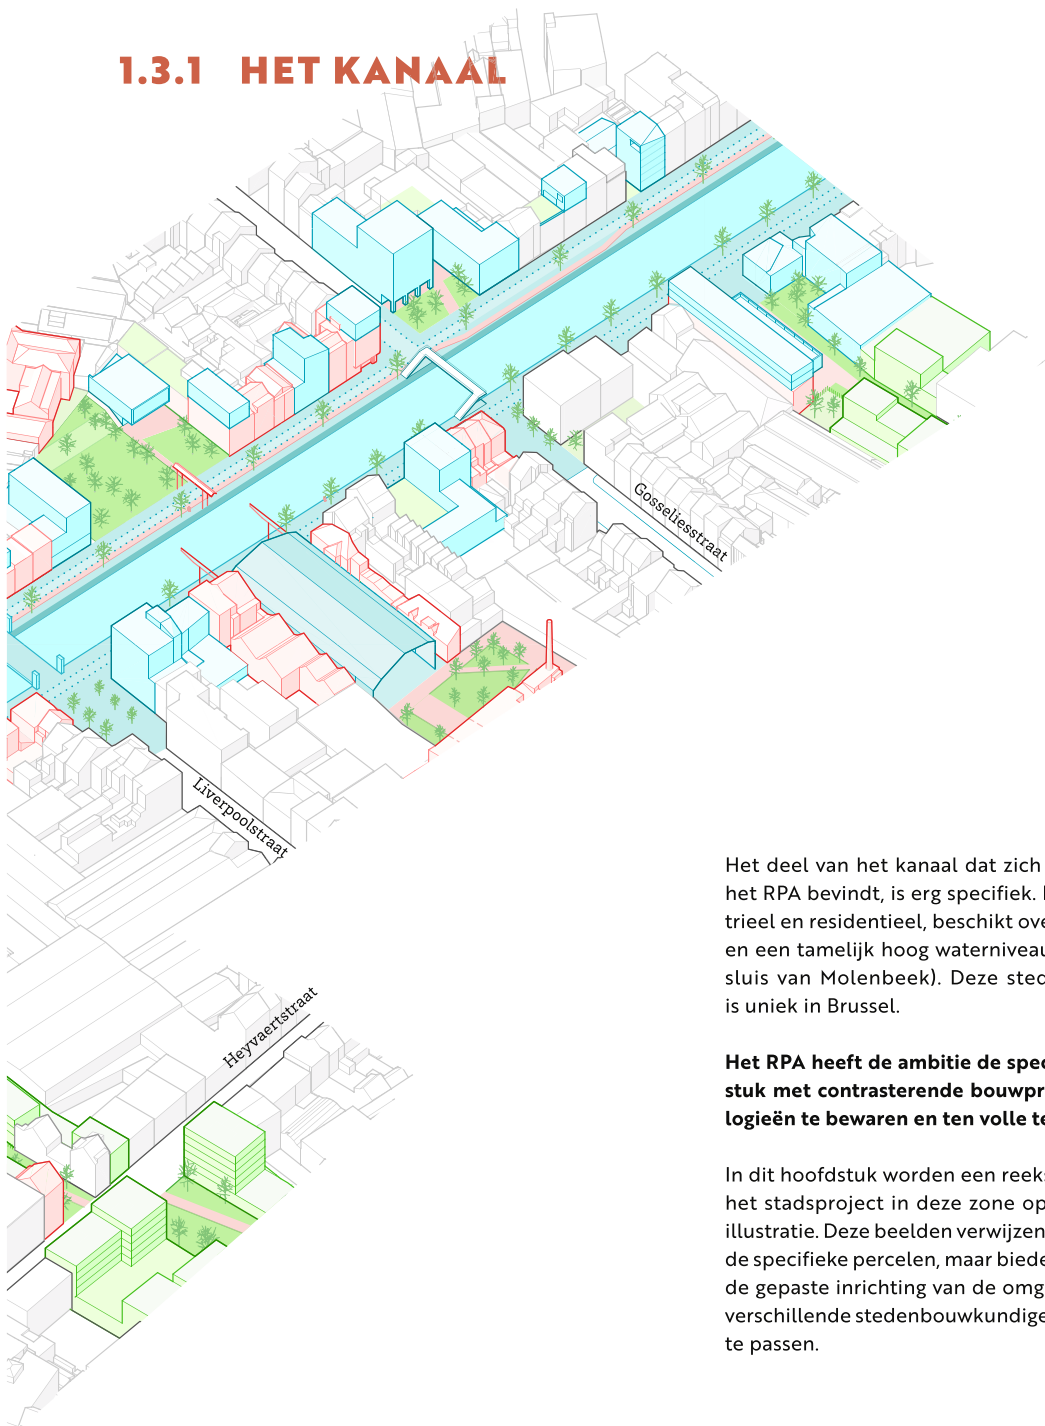 1.3.1 HET KANAAL
Gosseliesstraat
Liverpoolstraat
Heyvaertstraat
Het deel van het kanaal dat zich
het RPA bevindt, is erg specifiek.
trieel en residentieel, beschikt ove
en een tamelijk hoog waterniveau
sluis van Molenbeek). Deze sted
is uniek in Brussel.
Het RPA heeft de ambitie de spec
stuk met contrasterende bouwpr
logieën te bewaren en ten volle te
In dit hoofdstuk worden een reeks
het stadsproject in deze zone op
illustratie. Deze beelden verwijzen
de specifieke percelen, maar biede
de gepaste inrichting van de omg
verschillende stedenbouwkundige
te passen.